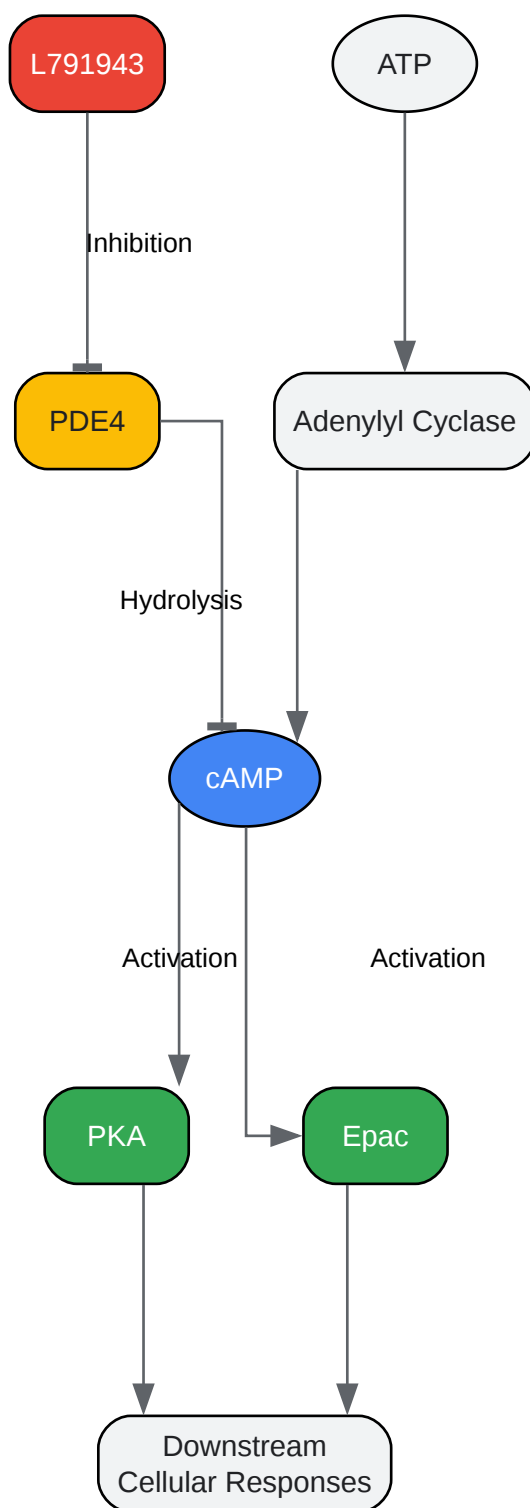 L791943
ATP
Inhibition
PDE4
Adenylyl Cyclase
Hydrolysis
cAMP
Activation
Activation
PKA
Epac
Downstream
Cellular Responses